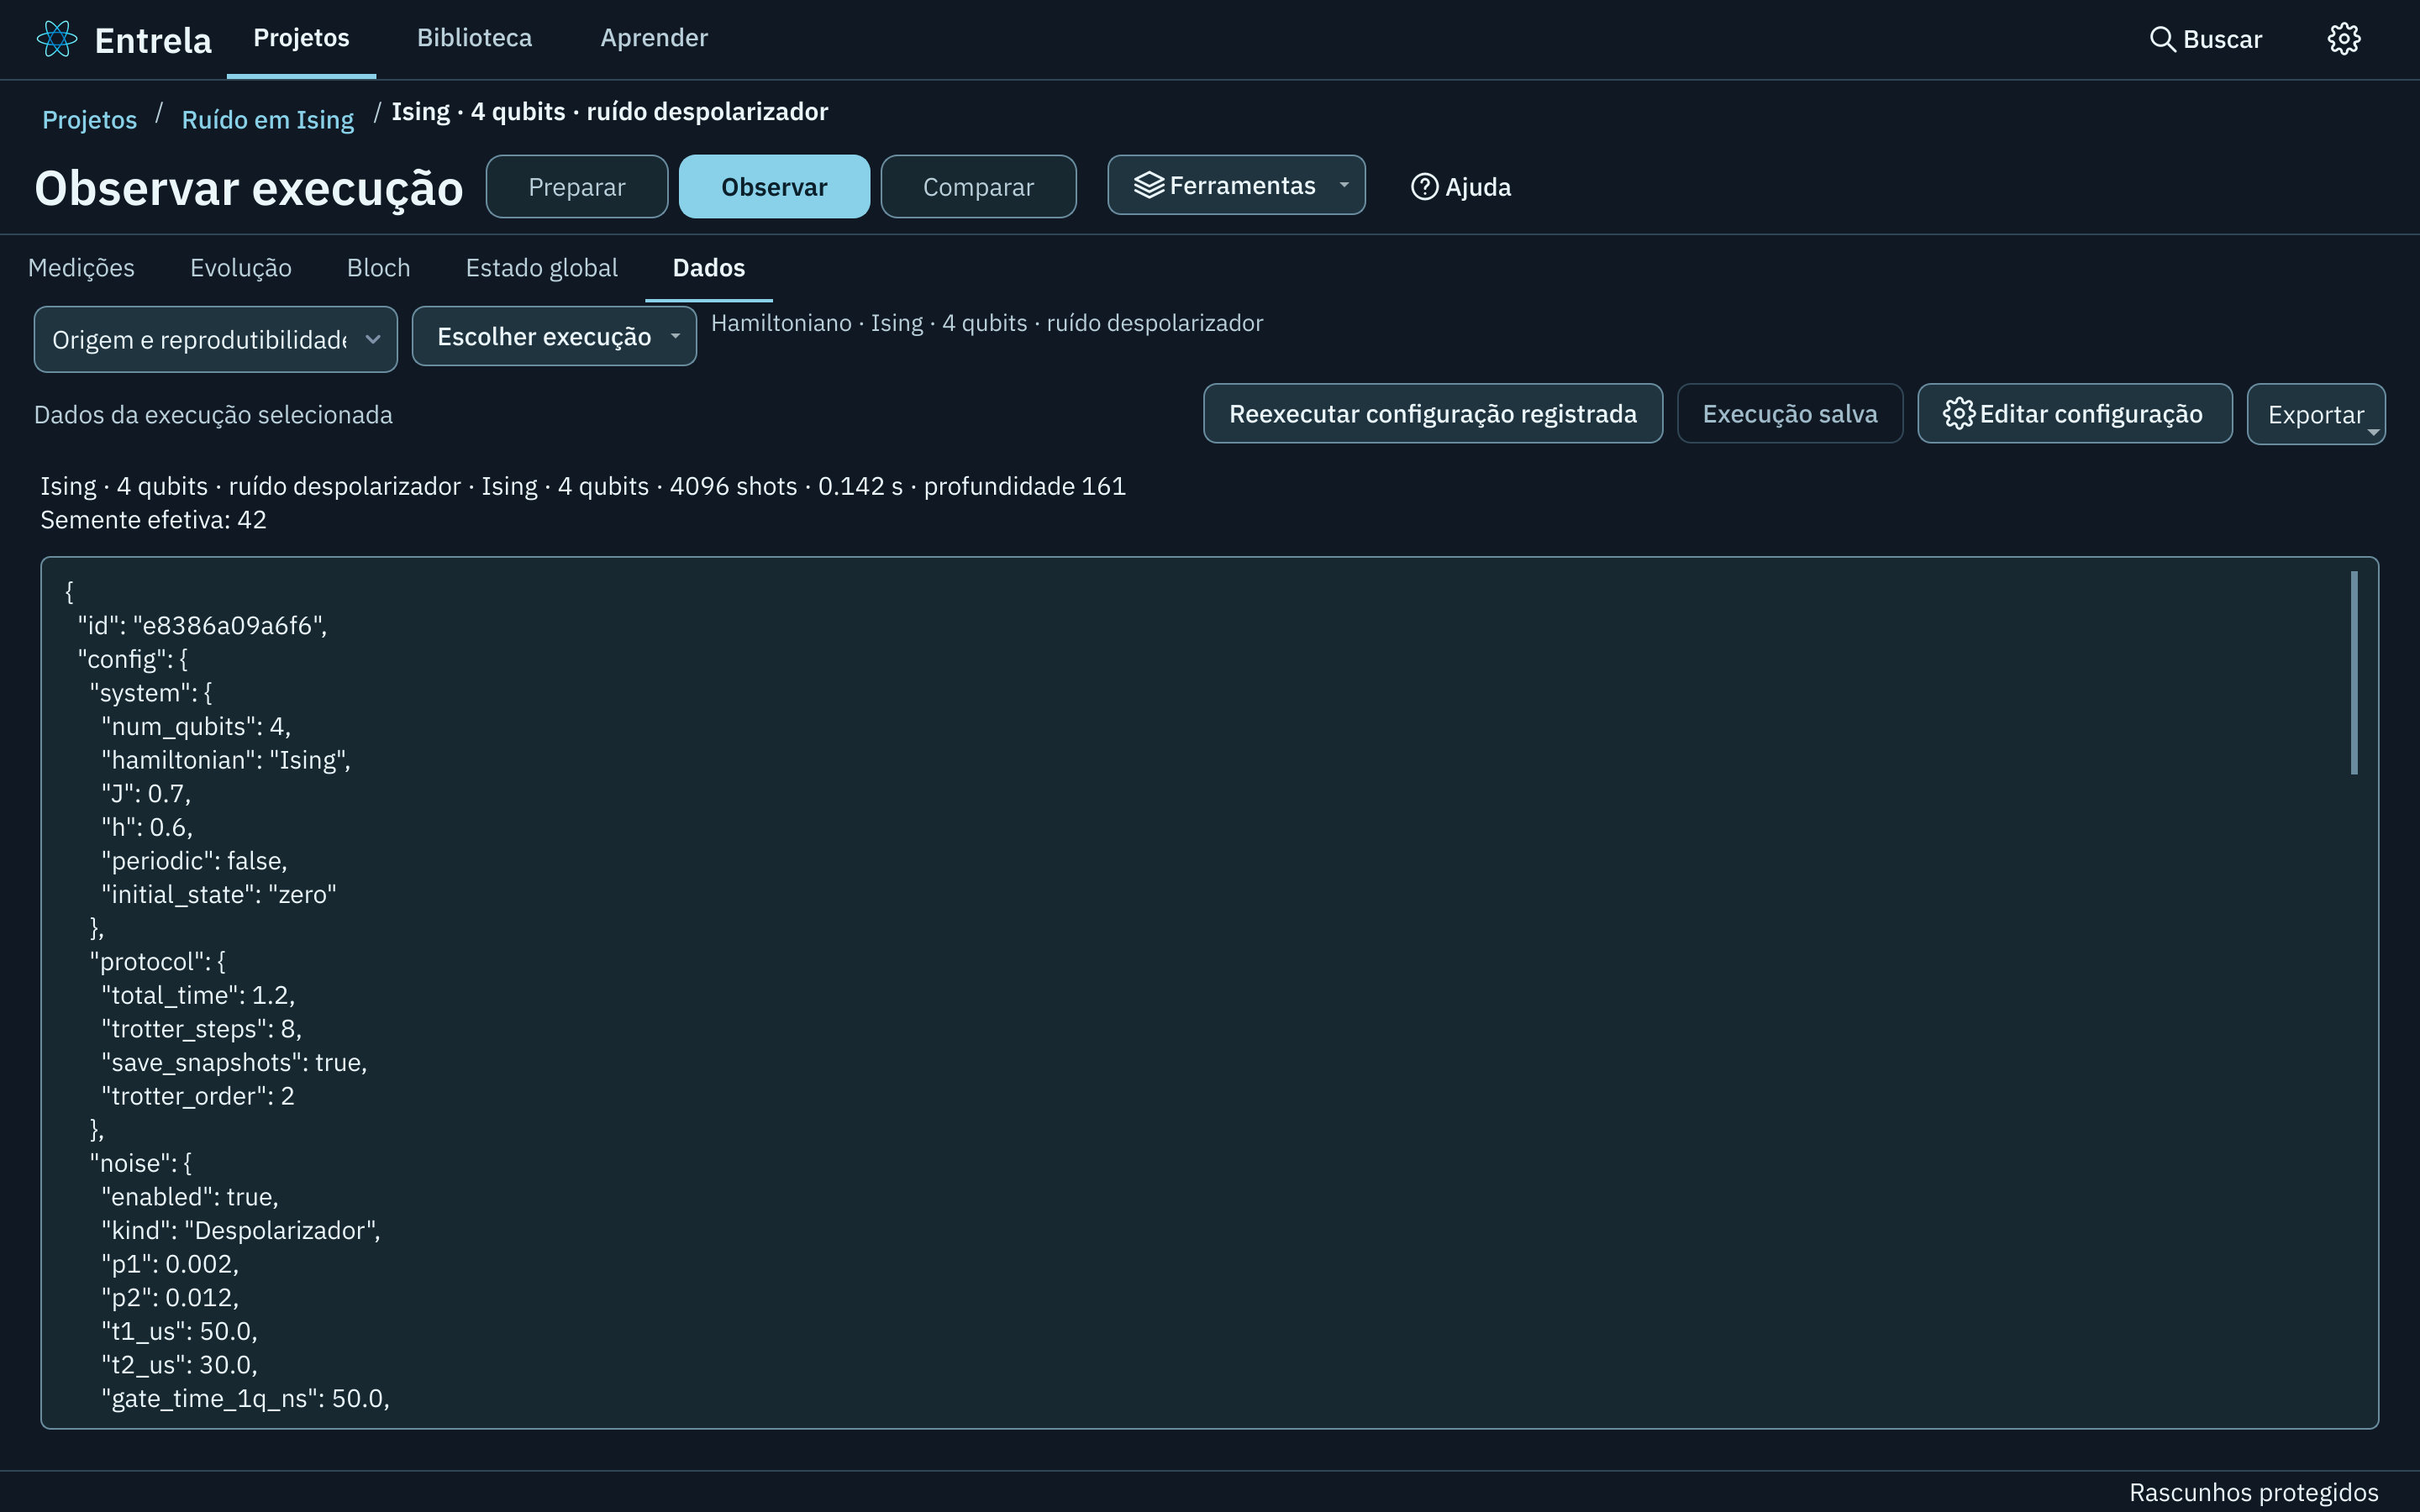 Entrela
Projetos
Biblioteca
Aprender
Buscar
Projetos / Ruído em Ising / Ising · 4 qubits · ruído despolarizador
Observar execução
Preparar
Observar
Comparar
Ferramentas
Ajuda
Medições
Evolução
Bloch
Estado global
Dados
Escolher execução
Hamiltoniano · Ising · 4 qubits · ruído despolarizador
Origem e
Dados da execução selecionada
Reexecutar configuração registrada
Execução salva
Editar configuração
Exportar
Ising · 4 qubits · ruído despolarizador · Ising · 4 qubits · 4096 shots · 0.142 s · profundidade 161
Semente efetiva: 42
{
"id": "e8386a09a6f6",
"config": {
"system": {
"num_qubits": 4,
"hamiltonian": "Ising",
"J": 0.7,
"h": 0.6,
"periodic": false,
"initial_state": "zero"
},
"protocol": {
"total_time": 1.2,
"trotter_steps": 8,
"save_snapshots": true,
"trotter_order": 2
},
"noise": {
"enabled": true,
"kind": "Despolarizador",
"p1": 0.002,
"p2": 0.012,
"t1_us": 50.0,
"t2_us": 30.0,
"gate_time_1q_ns": 50.0,
Rascunhos protegidos